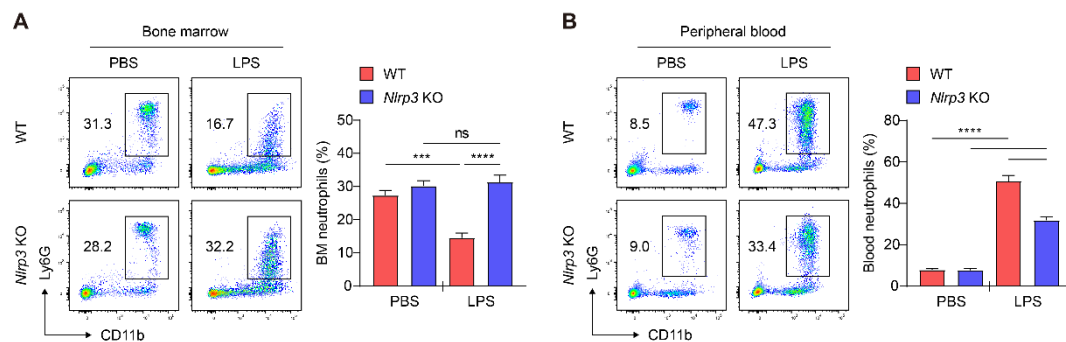 A
Bone marrow
PBS
LPS
WT
31.3
16.7
Nlrp3 KO
28.2
32.2
Ly6G
CD11b
WT
Nlrp3 KO
BM neutrophils (%)
50
40
30
20
10
0
ns
***
****
PBS
LPS
B
Peripheral blood
PBS
LPS
WT
8.5
47.3
Nlrp3 KO
9.0
33.4
Ly6G
CD11b
WT
Nlrp3 KO
Blood neutrophils (%)
80
60
40
20
0
****
PBS
LPS